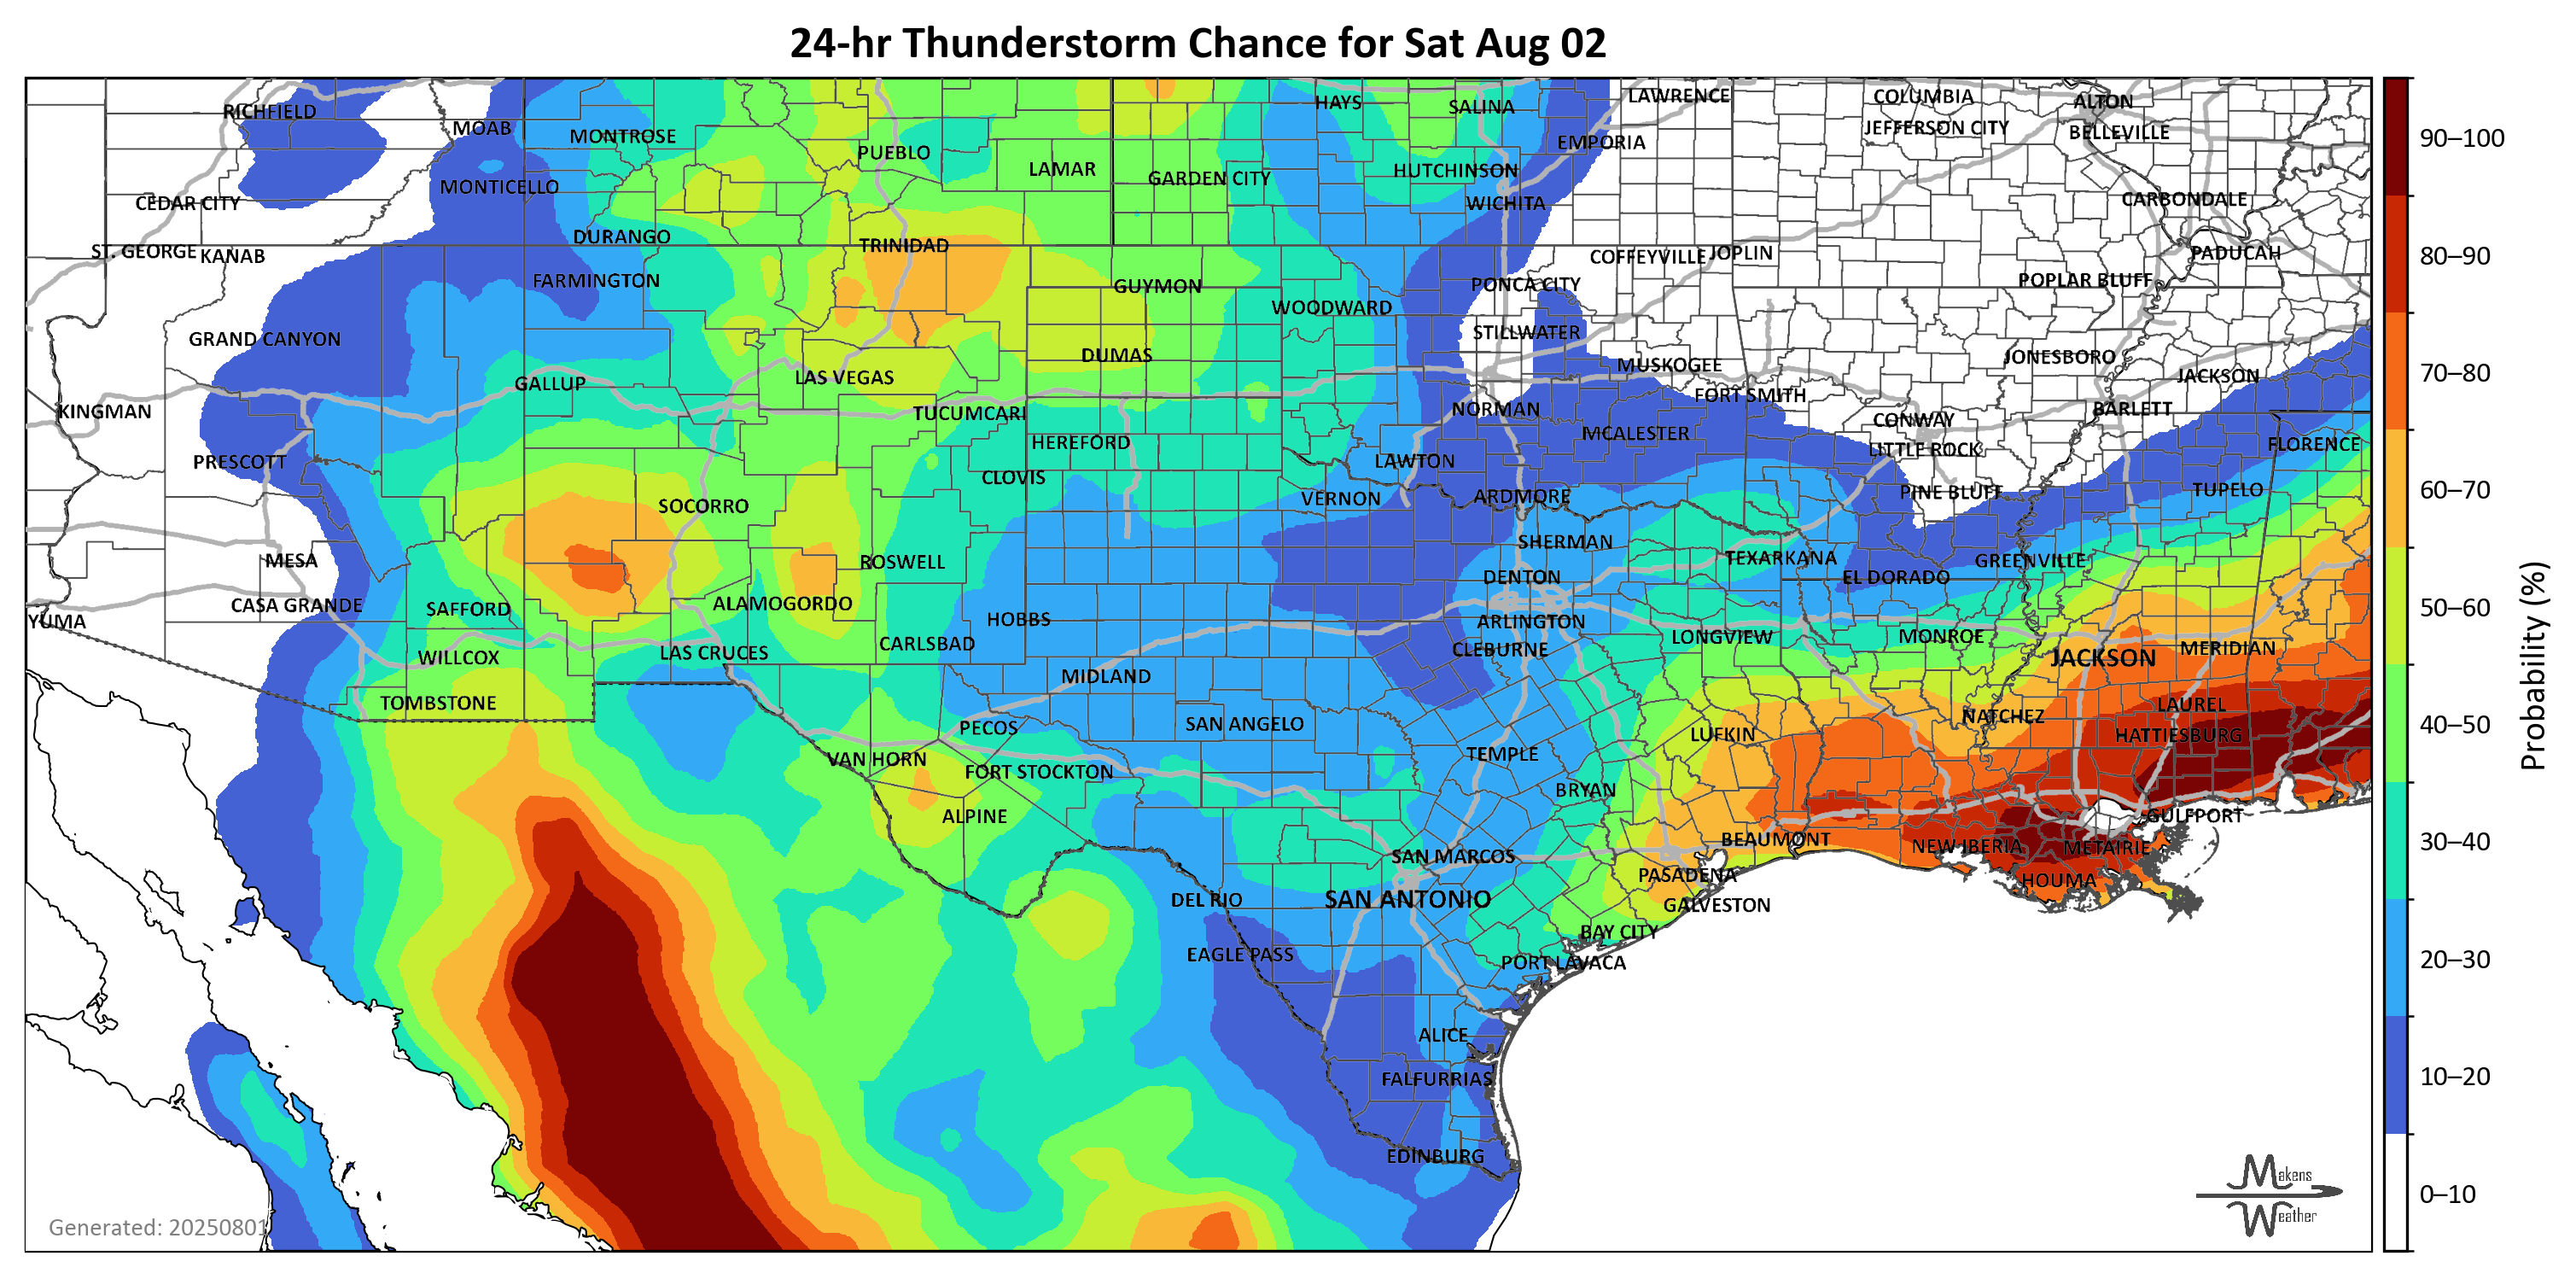 24-hr Thunderstorm Chance for Sat Aug 02
RICHFIELD
MOAB
MONTROSE
PUEBLO
LAMAR
GARDEN CITY
HAYS
SALINA
HUTCHINSON
EMPORIA
LAWRENCE
COLUMBIA
JEFFERSON CITY
ALTON
BELLEVILLE
90–100
MONTICELLO
CEDAR CITY
WICHITA
CARBONDALE
ST. GEORGE
KANAB
DURANGO
TRINIDAD
COFFEYVILLE
JOPLIN
PADUCAH
80–90
FARMINGTON
GUYMON
WOODWARD
PONCA CITY
POPLAR BLUFF
GRAND CANYON
DUMAS
STILLWATER
JONESBORO
GALLUP
LAS VEGAS
MUSKOGEE
FORT SMITH
JACKSON
70–80
KINGMAN
TUCUMCARI
NORMAN
CONWAY
BARLETT
PRESCOTT
HEREFORD
LAWTON
MCALESTER
LITTLE ROCK
FLORENCE
CLOVIS
VERNON
ARDMORE
PINE BLUFF
TUPELO
60–70
SOCORRO
MESA
ROSWELL
SHERMAN
TEXARKANA
GREENVILLE
CASA GRANDE
SAFFORD
ALAMOGORDO
DENTON
EL DORADO
50–60
YUMA
HOBBS
ARLINGTON
WILLCOX
LAS CRUCES
CARLSBAD
CLEBURNE
LONGVIEW
MONROE
JACKSON
MERIDIAN
Probability (%)
TOMBSTONE
MIDLAND
LAUREL
PECOS
SAN ANGELO
LUFKIN
NATCHEZ
HATTIESBURG
40–50
VAN HORN
FORT STOCKTON
TEMPLE
BRYAN
ALPINE
BEAUMONT
GULFPORT
SAN MARCOS
NEW IBERIA
METAIRIE
30–40
PASADENA
HOUMA
DEL RIO
SAN ANTONIO
GALVESTON
EAGLE PASS
BAY CITY
PORT LAVACA
20–30
ALICE
FALFURRIAS
10–20
EDINBURG
Makens
Weather
0–10
Generated: 20250801